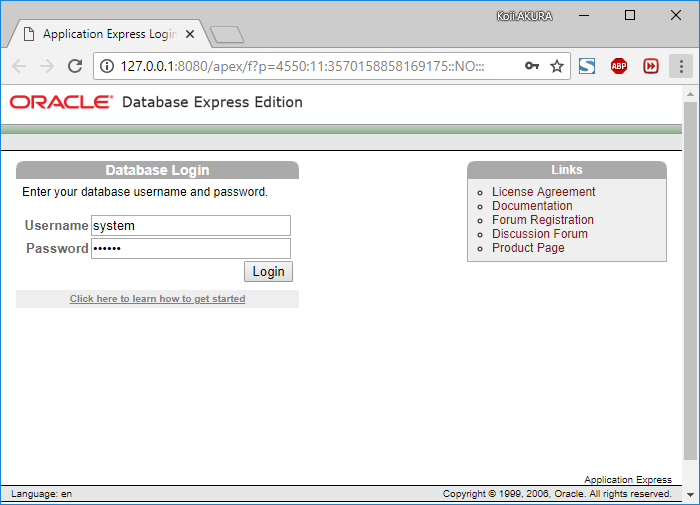 Koji.AKURA
Application Express Login
127.0.0.1:8080/apex/f?p=4550:11:3570158858169175::NO:::
ABP
ORACLE® Database Express Edition
Database Login
Enter your database username and password.
Username system
Password ••••••
Login
Click here to learn how to get started
Links
License Agreement
Documentation
Forum Registration
Discussion Forum
Product Page
Application Express
Language: en
Copyright © 1999, 2006, Oracle. All rights reserved.